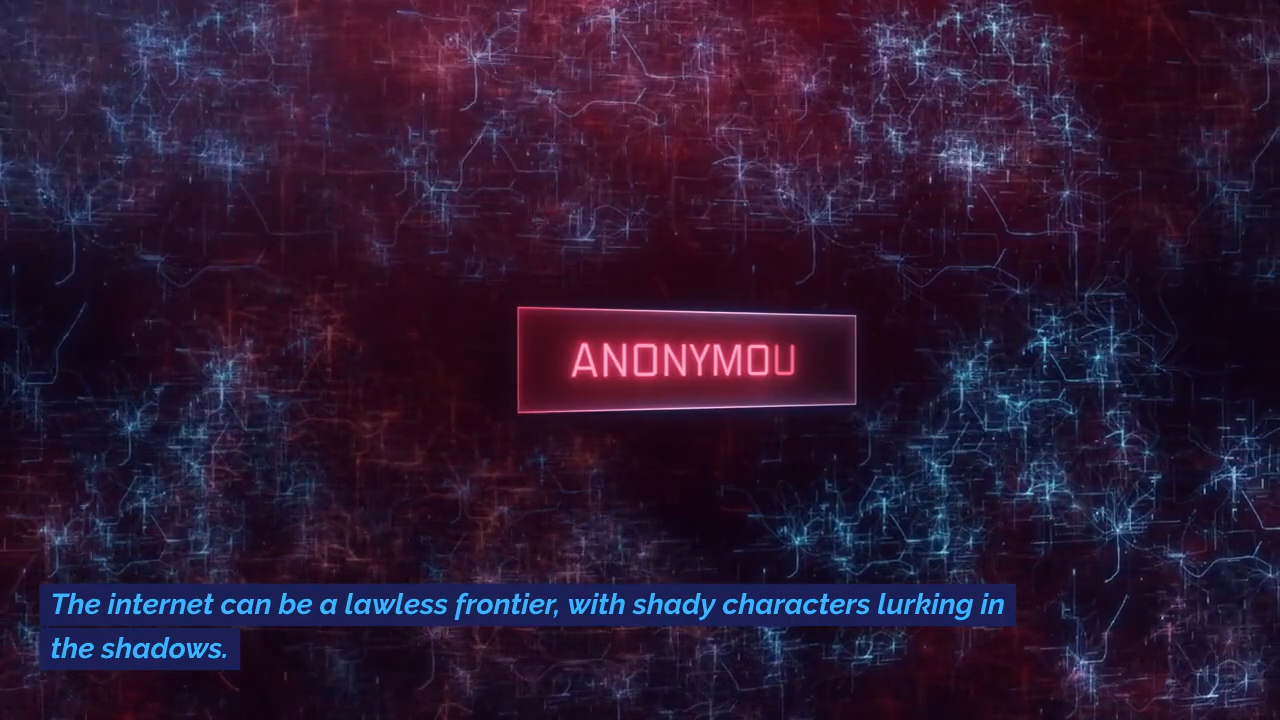 ANONYMOU
The internet can be a lawless frontier, with shady characters lurking in
the shadows.